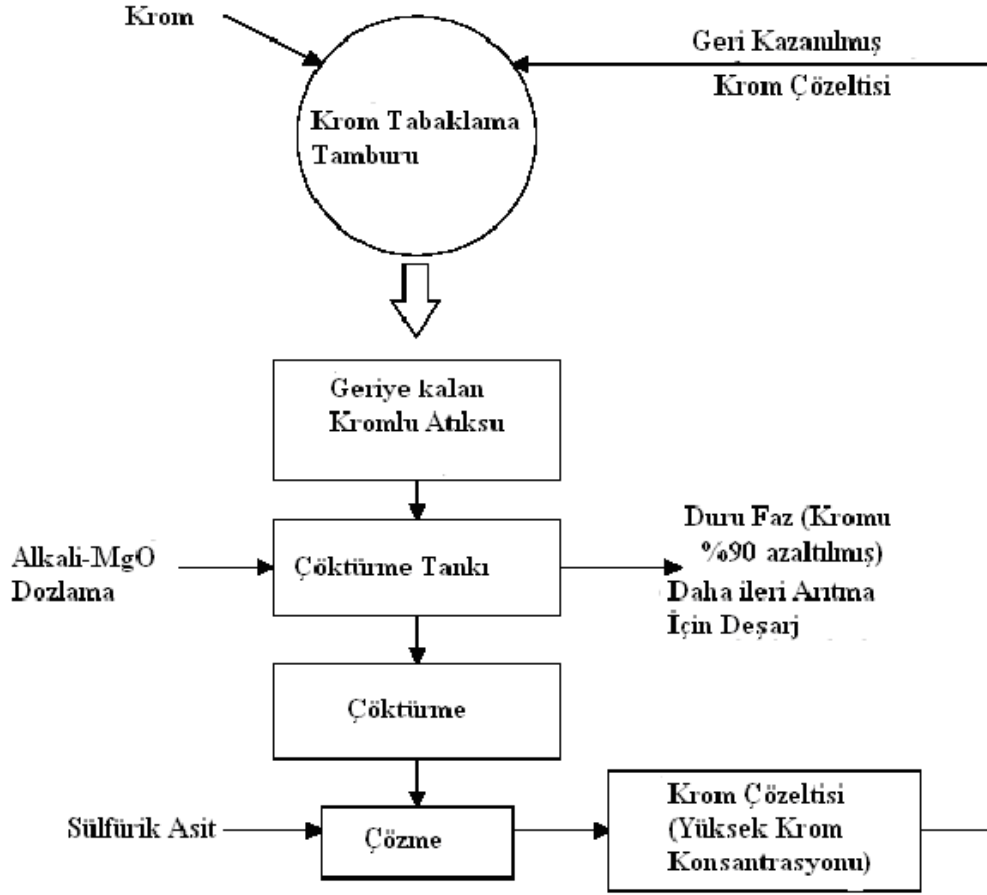 Krom
Geri Kazanılmış
Krom Çözeltisi
Krom Tabaklama
Tamburu
Geriye kalan
Kromlu Atıksu
Alkali-MgO
Dozlama
Çöktürme Tankı
Duru Faz (Kromu
%90 azaltılmış)
Daha ileri Arıtma
İçin Deşarj
Çöktürme
Sülfürik Asit
Çözme
Krom Çözeltisi
(Yüksek Krom
Konsantrasyonu)